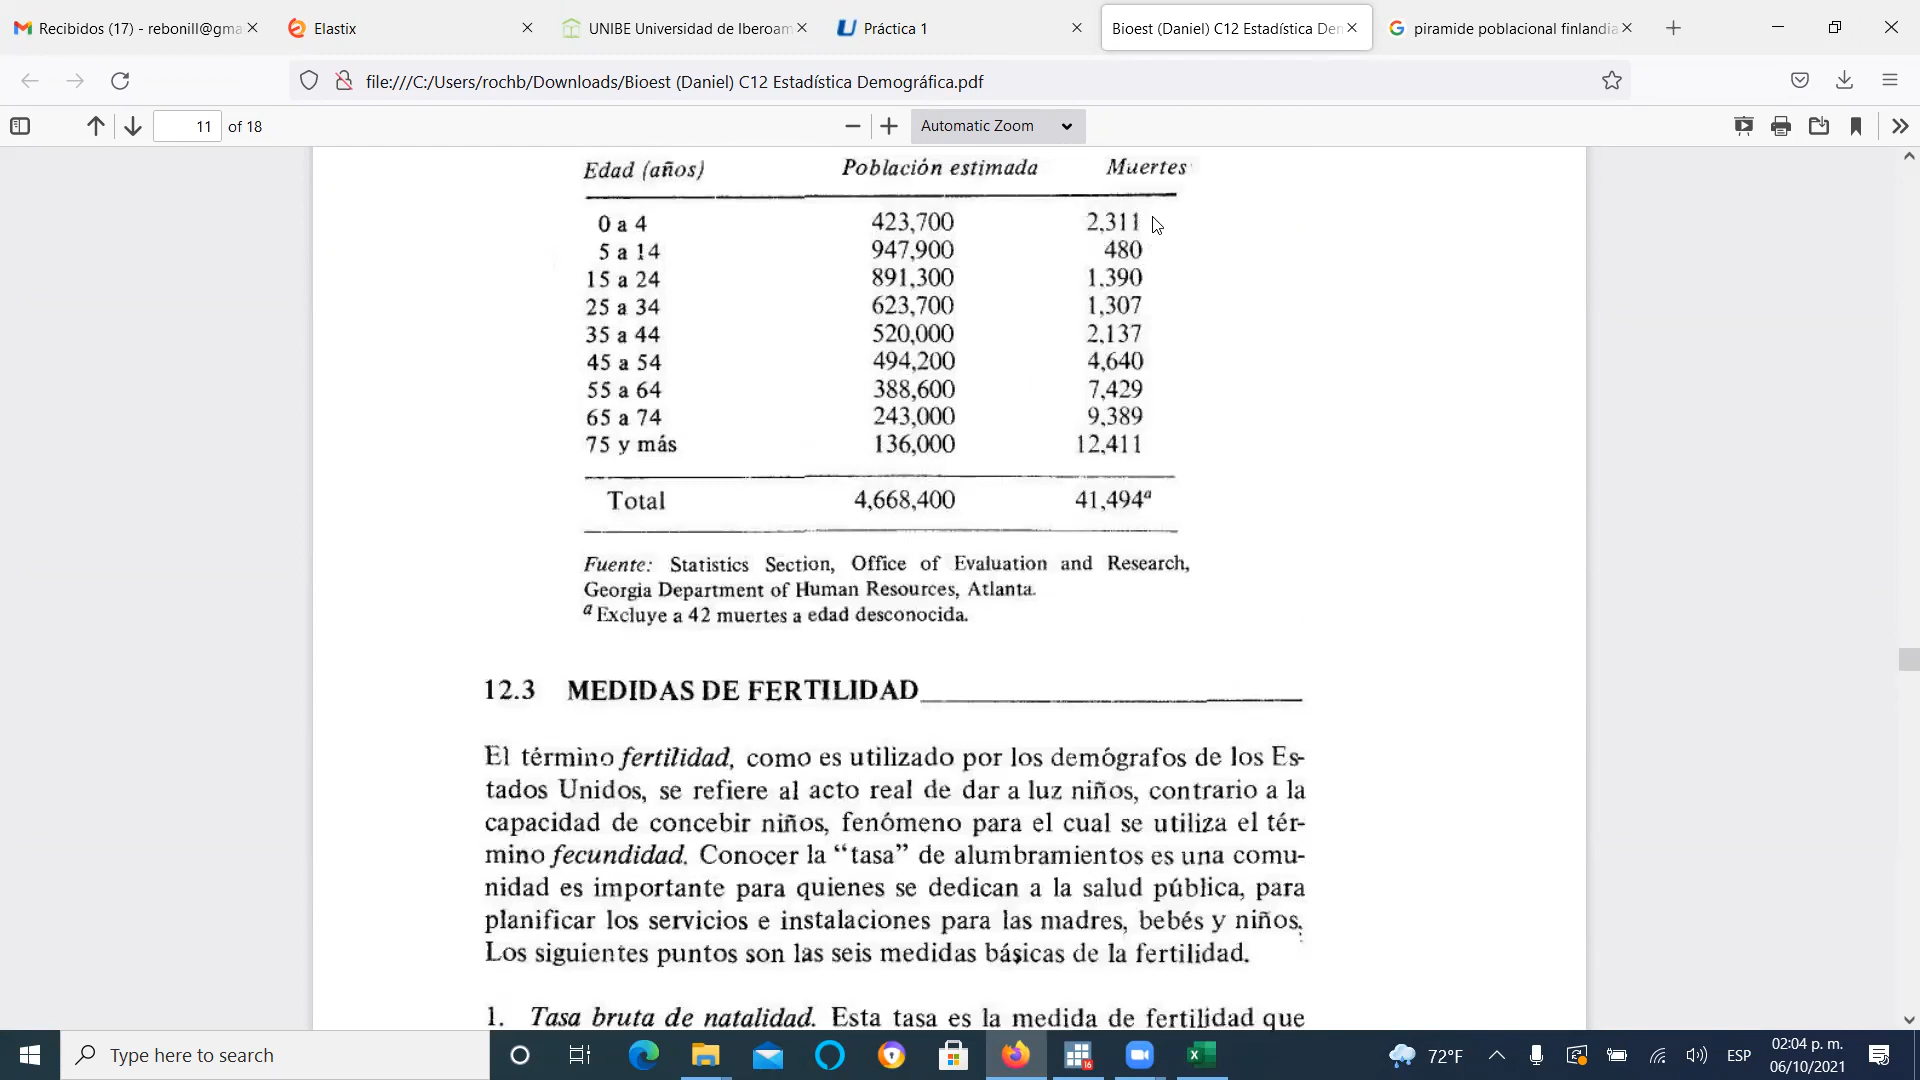 Recibidos (17) - rebonill@gma
Elastix
UNIBE Universidad de Iberoam
Práctica 1
Bioest (Daniel) C12 Estadística Dem
piramide poblacional finlandia
file:///C:/Users/rochb/Downloads/Bioest (Daniel) C12 Estadística Demográfica.pdf
11 of 18
Automatic Zoom
Edad (años) Población estimada Muertes
0 a 4 423,700 2,311
5 a 14 947,900 480
15 a 24 891,300 1,390
25 a 34 623,700 1,307
35 a 44 520,000 2,137
45 a 54 494,200 4,640
55 a 64 388,600 7,429
65 a 74 243,000 9,389
75 y más 136,000 12,411
Total 4,668,400 41,494a
Fuente: Statistics Section, Office of Evaluation and Research,
Georgia Department of Human Resources, Atlanta.
a Excluye a 42 muertes a edad desconocida.
12.3 MEDIDAS DE FERTILIDAD
El término fertilidad, como es utilizado por los demógrafos de los Es-
tados Unidos, se refiere al acto real de dar a luz niños, contrario a la
capacidad de concebir niños, fenómeno para el cual se utiliza el tér-
mino fecundidad. Conocer la “tasa” de alumbramientos es una comu-
nidad es importante para quienes se dedican a la salud pública, para
planificar los servicios e instalaciones para las madres, bebés y niños.
Los siguientes puntos son las seis medidas básicas de la fertilidad.
1. Tasa bruta de natalidad. Esta tasa es la medida de fertilidad que
Type here to search
16
72°F
ESP
02:04 p. m.
06/10/2021